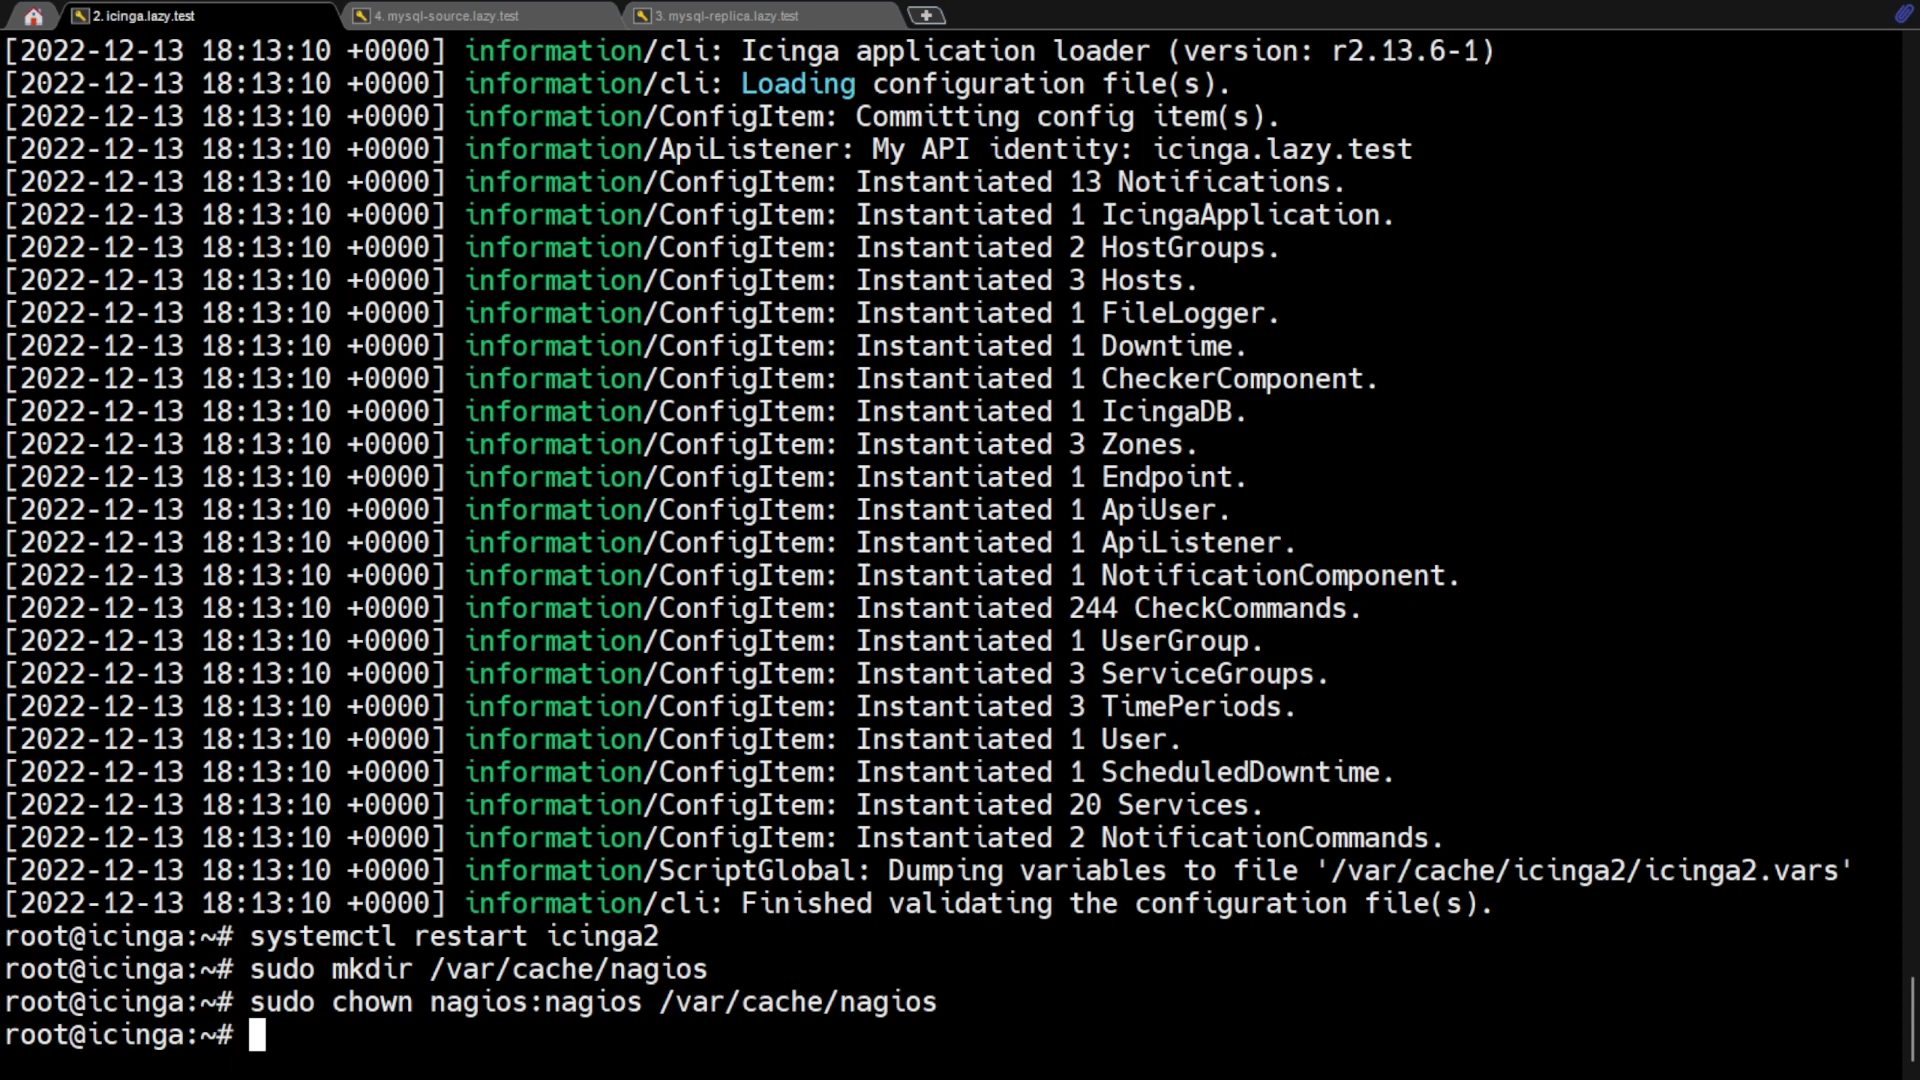 2. icinga.lazy.test
4. mysql-source.lazy.test
3. mysql-replica.lazy.test
[2022-12-13 18:13:10 +0000] information/cli: Icinga application loader (version: r2.13.6-1)
[2022-12-13 18:13:10 +0000] information/cli: Loading configuration file(s).
[2022-12-13 18:13:10 +0000] information/ConfigItem: Committing config item(s).
[2022-12-13 18:13:10 +0000] information/ApiListener: My API identity: icinga.lazy.test
[2022-12-13 18:13:10 +0000] information/ConfigItem: Instantiated 13 Notifications.
[2022-12-13 18:13:10 +0000] information/ConfigItem: Instantiated 1 IcingaApplication.
[2022-12-13 18:13:10 +0000] information/ConfigItem: Instantiated 2 HostGroups.
[2022-12-13 18:13:10 +0000] information/ConfigItem: Instantiated 3 Hosts.
[2022-12-13 18:13:10 +0000] information/ConfigItem: Instantiated 1 FileLogger.
[2022-12-13 18:13:10 +0000] information/ConfigItem: Instantiated 1 Downtime.
[2022-12-13 18:13:10 +0000] information/ConfigItem: Instantiated 1 CheckerComponent.
[2022-12-13 18:13:10 +0000] information/ConfigItem: Instantiated 1 IcingaDB.
[2022-12-13 18:13:10 +0000] information/ConfigItem: Instantiated 3 Zones.
[2022-12-13 18:13:10 +0000] information/ConfigItem: Instantiated 1 Endpoint.
[2022-12-13 18:13:10 +0000] information/ConfigItem: Instantiated 1 ApiUser.
[2022-12-13 18:13:10 +0000] information/ConfigItem: Instantiated 1 ApiListener.
[2022-12-13 18:13:10 +0000] information/ConfigItem: Instantiated 1 NotificationComponent.
[2022-12-13 18:13:10 +0000] information/ConfigItem: Instantiated 244 CheckCommands.
[2022-12-13 18:13:10 +0000] information/ConfigItem: Instantiated 1 UserGroup.
[2022-12-13 18:13:10 +0000] information/ConfigItem: Instantiated 3 ServiceGroups.
[2022-12-13 18:13:10 +0000] information/ConfigItem: Instantiated 3 TimePeriods.
[2022-12-13 18:13:10 +0000] information/ConfigItem: Instantiated 1 User.
[2022-12-13 18:13:10 +0000] information/ConfigItem: Instantiated 1 ScheduledDowntime.
[2022-12-13 18:13:10 +0000] information/ConfigItem: Instantiated 20 Services.
[2022-12-13 18:13:10 +0000] information/ConfigItem: Instantiated 2 NotificationCommands.
[2022-12-13 18:13:10 +0000] information/ScriptGlobal: Dumping variables to file '/var/cache/icinga2/icinga2.vars'
[2022-12-13 18:13:10 +0000] information/cli: Finished validating the configuration file(s).
root@icinga:~# systemctl restart icinga2
root@icinga:~# sudo mkdir /var/cache/nagios
root@icinga:~# sudo chown nagios:nagios /var/cache/nagios
root@icinga:~#